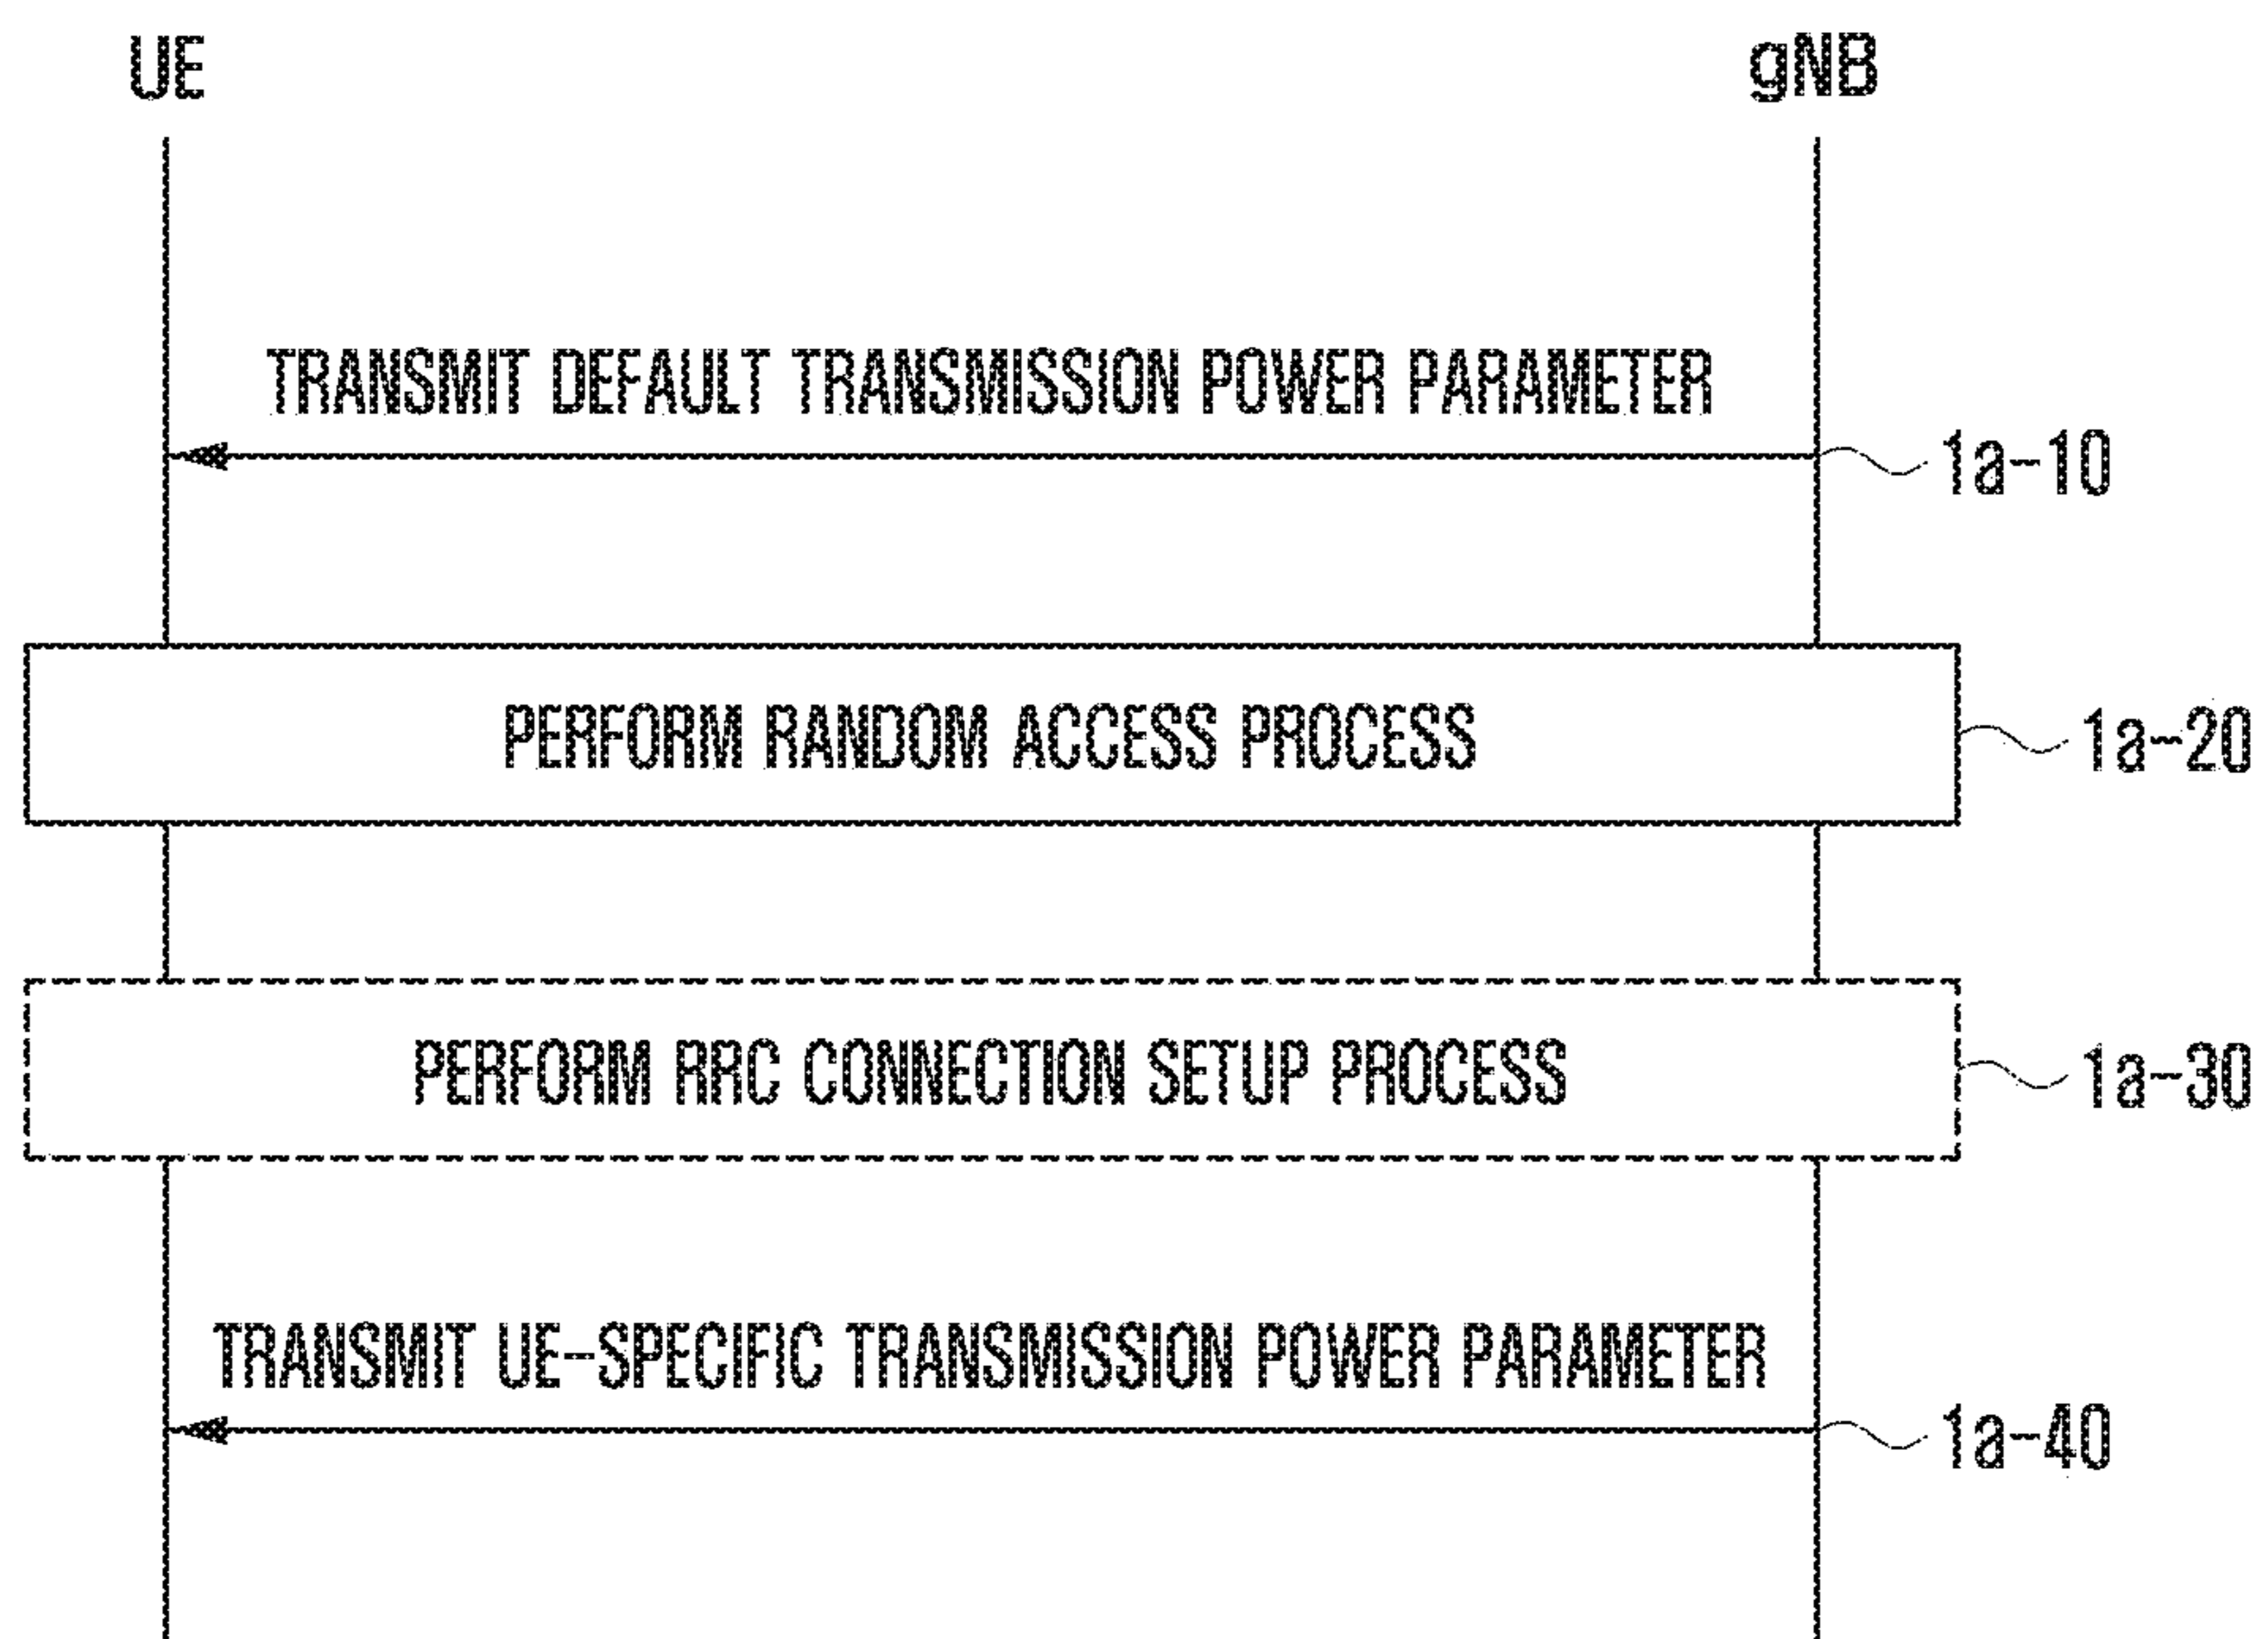 UE gNB
TRANSMIT DEFAULT TRANSMISSION POWER PARAMETER
1a-10
PERFORM RANDOM ACCESS PROCESS
1a-20
PERFORM RRC CONNECTION SETUP PROCESS
1a-30
TRANSMIT UE-SPECIFIC TRANSMISSION POWER PARAMETER
1a-40